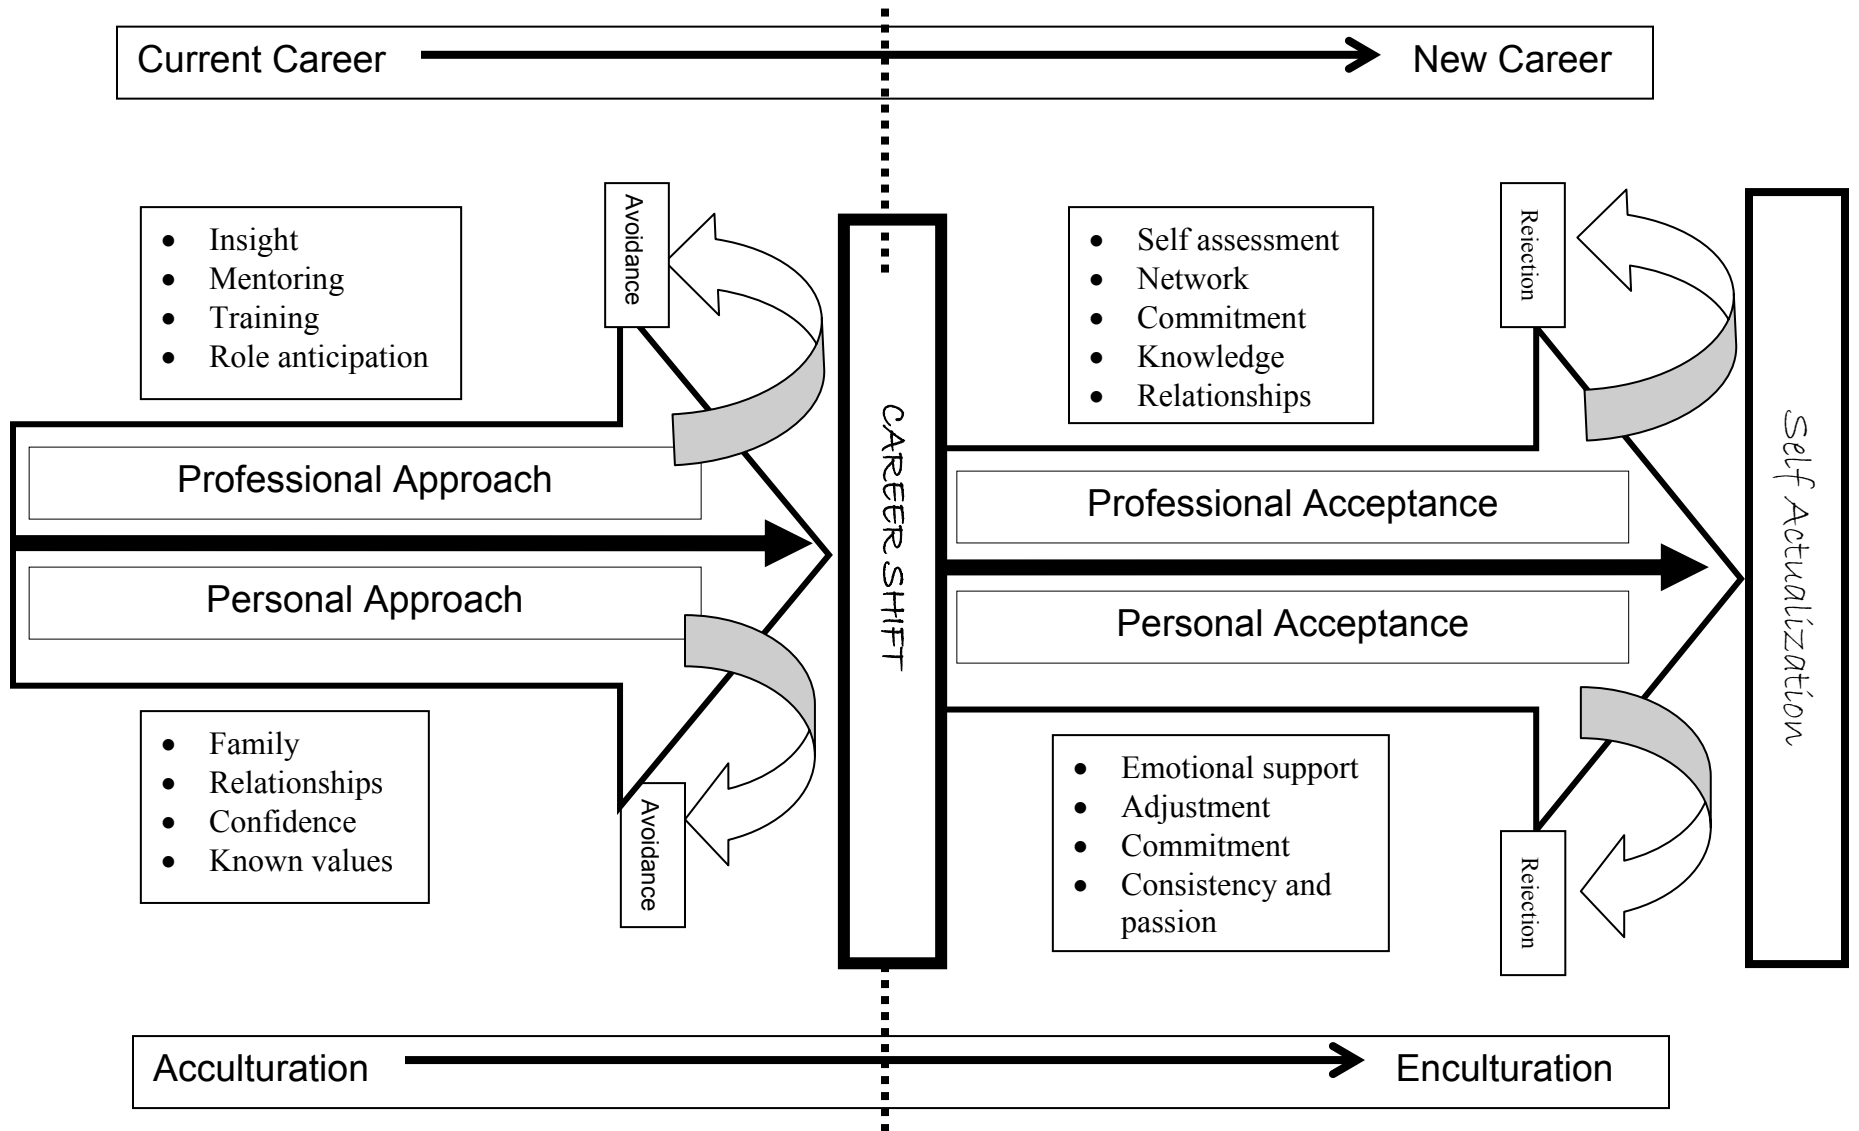 Current Career
New Career
• Insight
• Mentoring
• Training
• Role anticipation
Avoidance
• Self assessment
• Network
• Commitment
• Knowledge
• Relationships
Rejection
Professional Approach
Personal Approach
CAREER SHIFT
Professional Acceptance
Personal Acceptance
Self Actualization
• Family
• Relationships
• Confidence
• Known values
Avoidance
• Emotional support
• Adjustment
• Commitment
• Consistency and
passion
Rejection
Acculturation
Enculturation